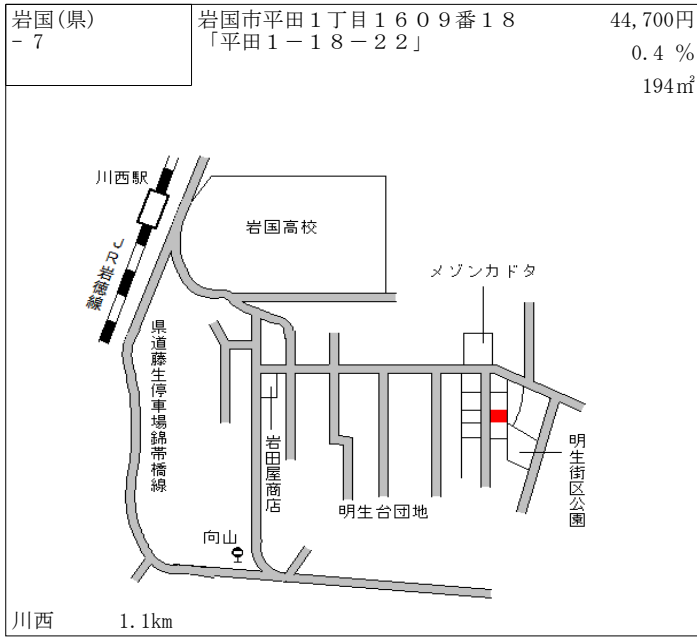 岩国(県)
－７
岩国市平田１丁目１６０９番１８
「平田１－１８－２２」
44,700円
0.4 %
194㎡
川西駅
岩国高校
ＪＲ岩徳線
メゾンカドタ
県道藤生停車場錦帯橋線
岩田屋商店
明生台団地
明生街区公園
向山
川西 1.1km